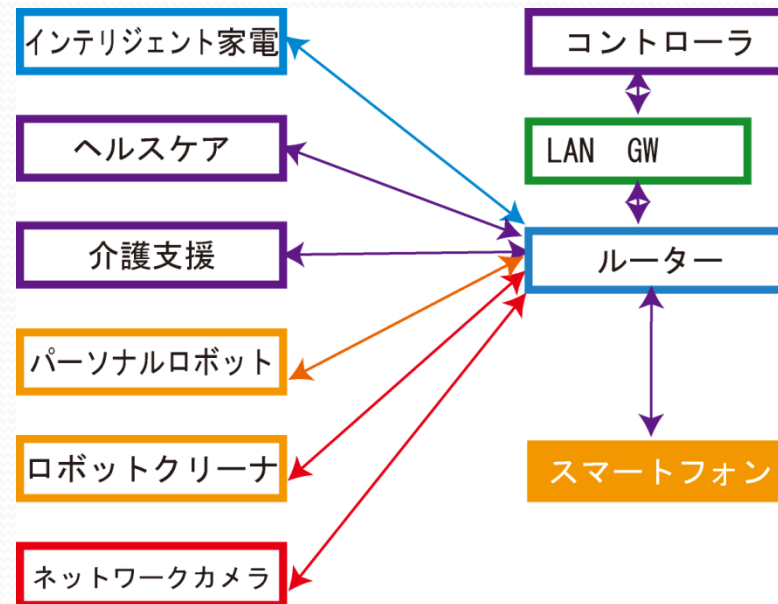 インテリジェント家電
ヘルスケア
介護支援
パーソナルロボット
ロボットクリーナ
ネットワークカメラ
コントローラ
LAN GW
ルーター
スマートフォン